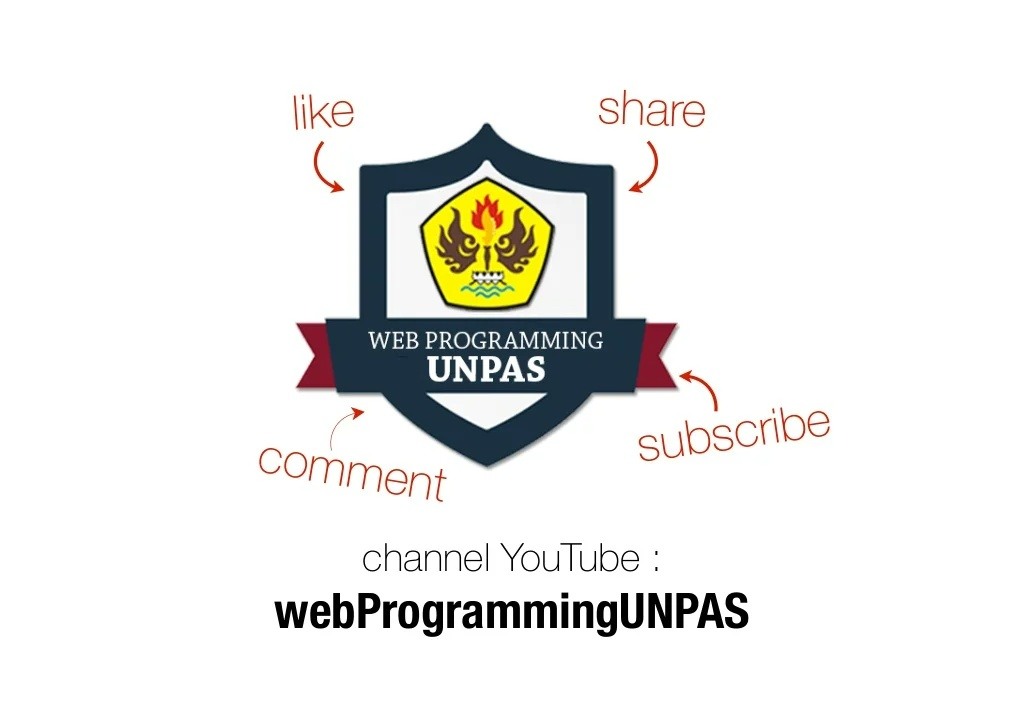 like
share
WEB PROGRAMMING
UNPAS
comment
subscribe
channel YouTube :
webProgrammingUNPAS